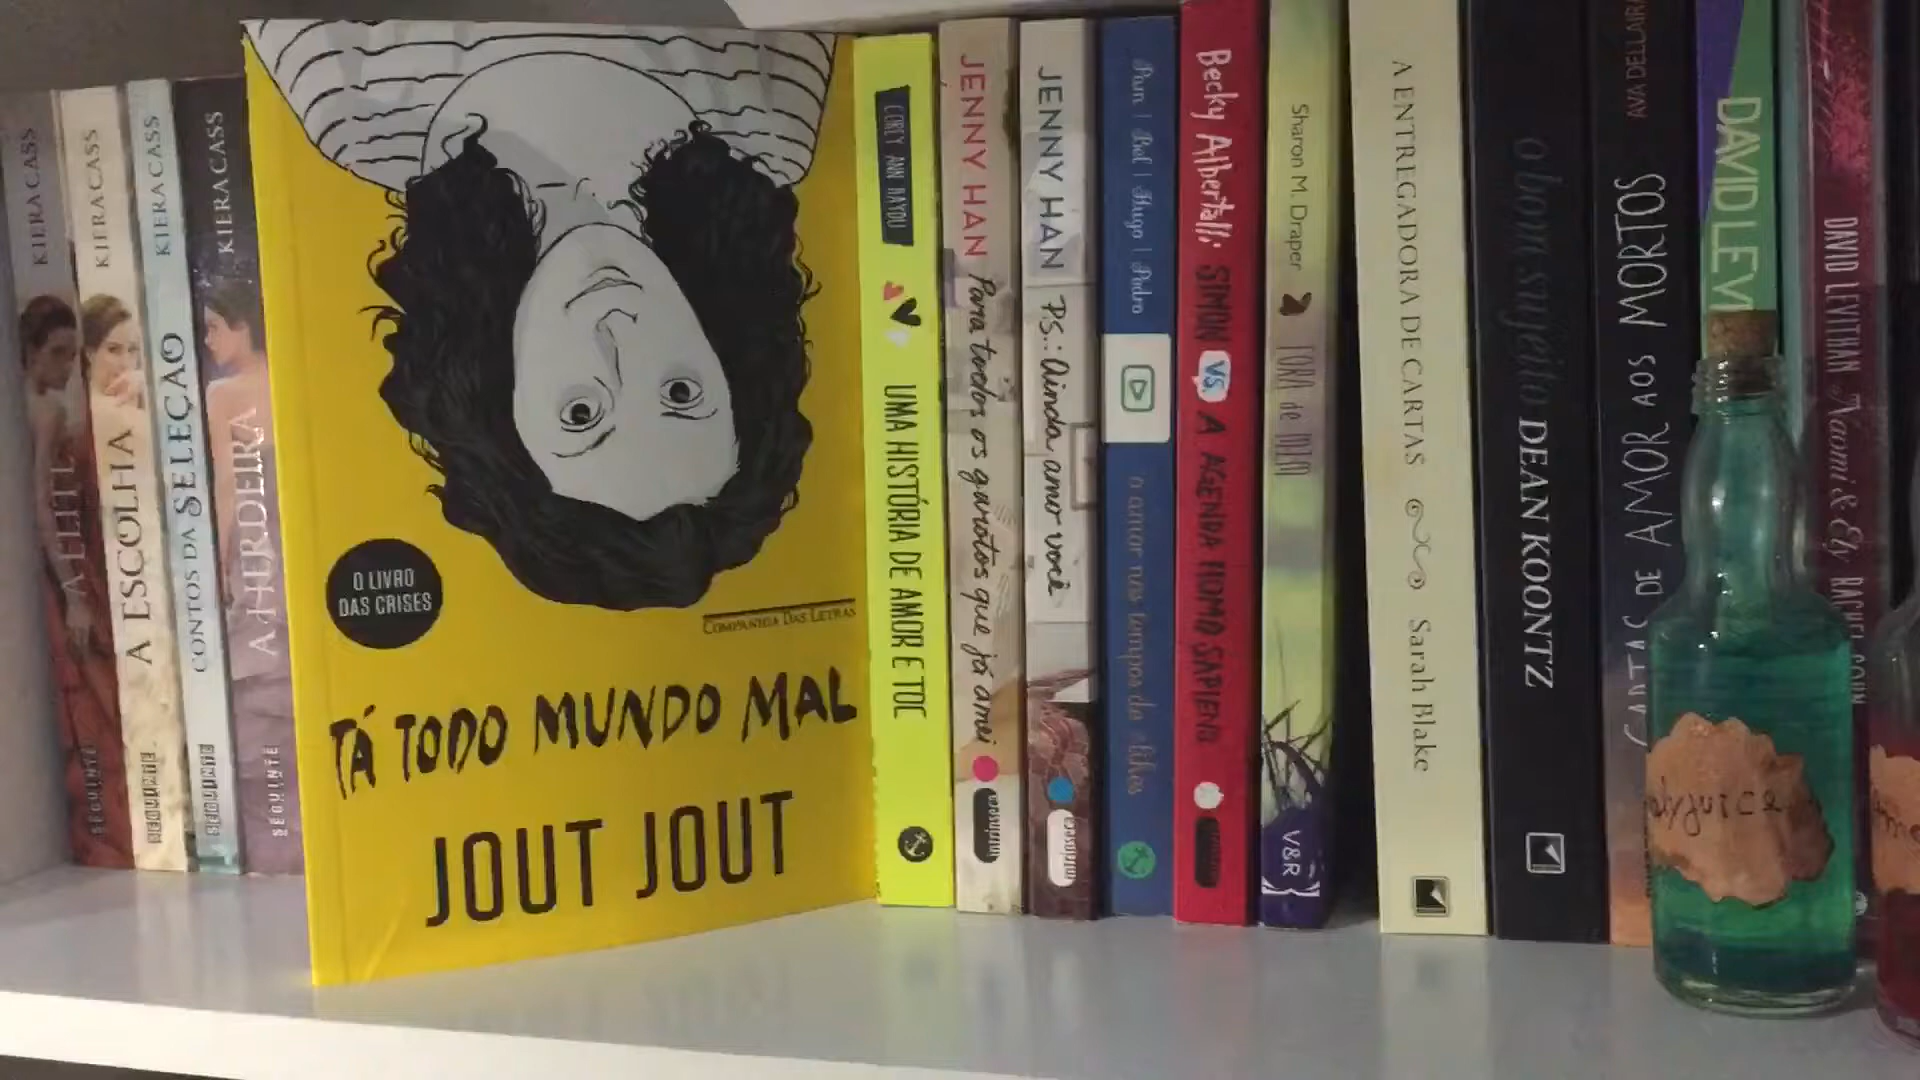 KIERA CASS
A ELITE
SEGUINTE
KIERA CASS
A ESCOLHA
SEGUINTE
KIERA CASS
CONTOS DA SELEÇÃO
SEGUINTE
KIERA CASS
A HERDEIRA
SEGUINTE
O LIVRO
DAS CRISES
COMPANHIA DAS LETRAS
TÁ TODO MUNDO MAL
JOUT JOUT
COREY ANN HAYDU
UMA HISTÓRIA DE AMOR E TOC
JENNY HAN
Para todos os garotos que já amei
intrínseca
JENNY HAN
P.S.: Ainda amo você
intrínseca
Pam | Bel | Hugo | Pedro
o amor nos tempos de #likes
Becky Albertalli:
SIMON VS. A AGENDA HOMO SAPIENS
Sharon M. Draper
FORA de MIM
V&R
A ENTREGADORA DE CARTAS
Sarah Blake
o bom sujeito
DEAN KOONTZ
AVA DELLAIRA
CARTAS DE AMOR AOS MORTOS
DAVID LEVI
DAVID LEVITHAN
Naomi & Ely
RACHEL COHN
olyjuice